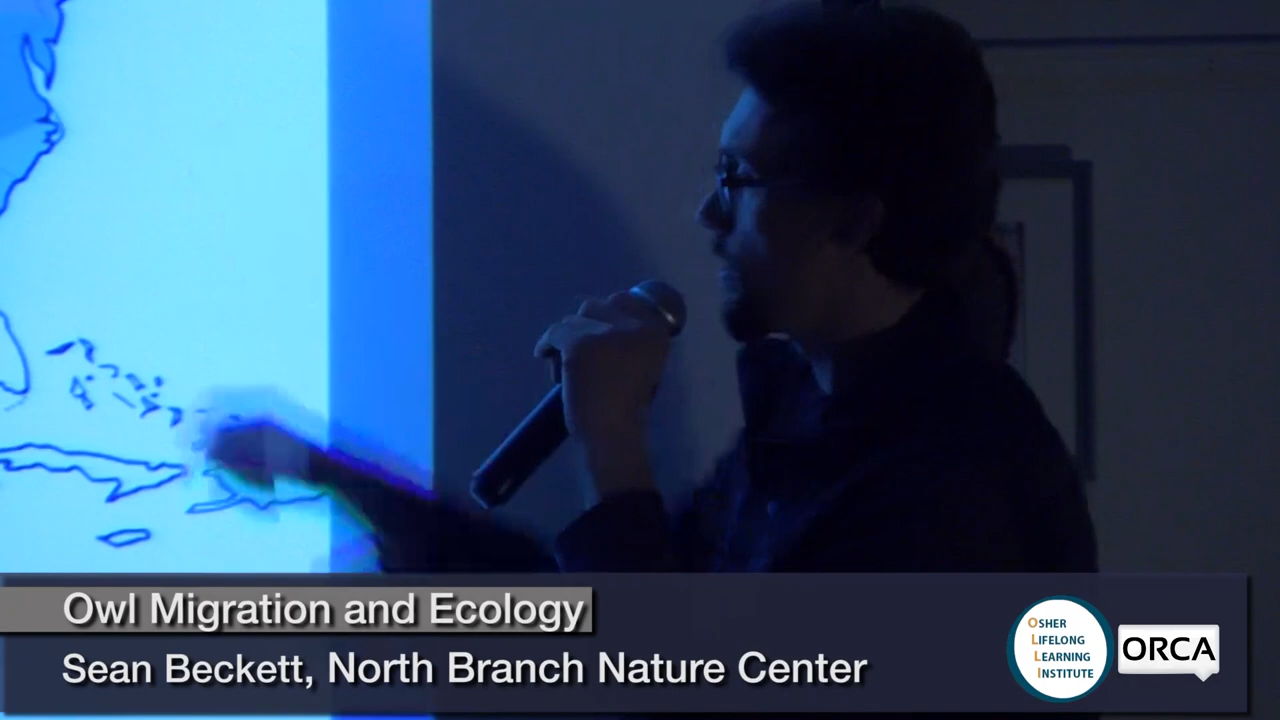 Owl Migration and Ecology
Sean Beckett, North Branch Nature Center
OSHER
LIFELONG
LEARNING
INSTITUTE
ORCA